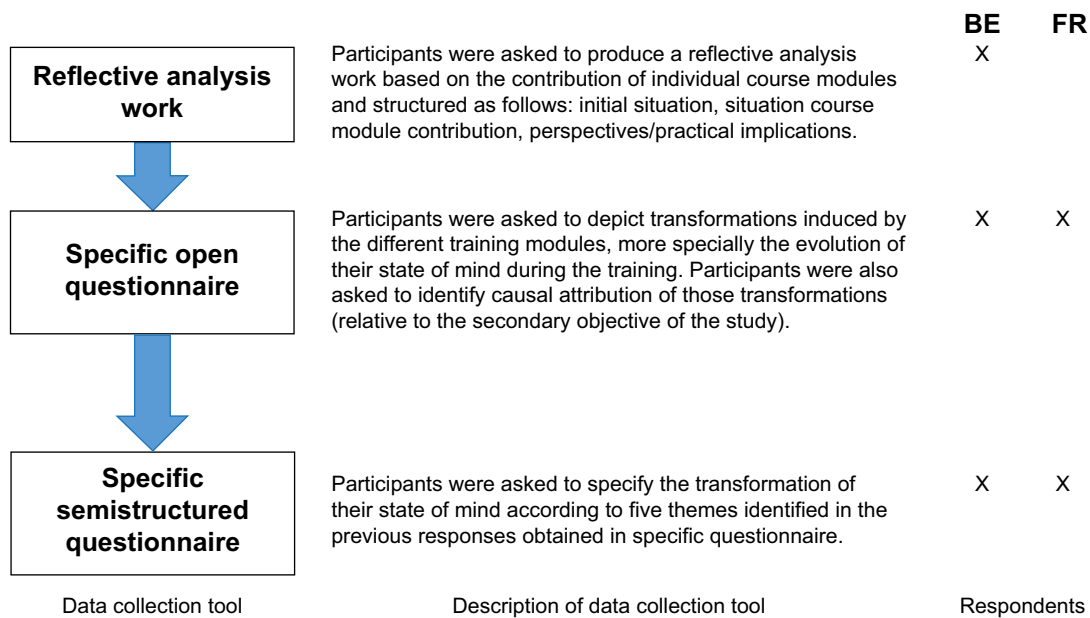 BE FR
Reflective analysis
work
Participants were asked to produce a reflective analysis
work based on the contribution of individual course modules
and structured as follows: initial situation, situation course
module contribution, perspectives/practical implications.
X
Specific open
questionnaire
Participants were asked to depict transformations induced by
the different training modules, more specially the evolution of
their state of mind during the training. Participants were also
asked to identify causal attribution of those transformations
(relative to the secondary objective of the study).
X X
Specific
semistructured
questionnaire
Participants were asked to specify the transformation of
their state of mind according to five themes identified in the
previous responses obtained in specific questionnaire.
X X
Data collection tool
Description of data collection tool
Respondents